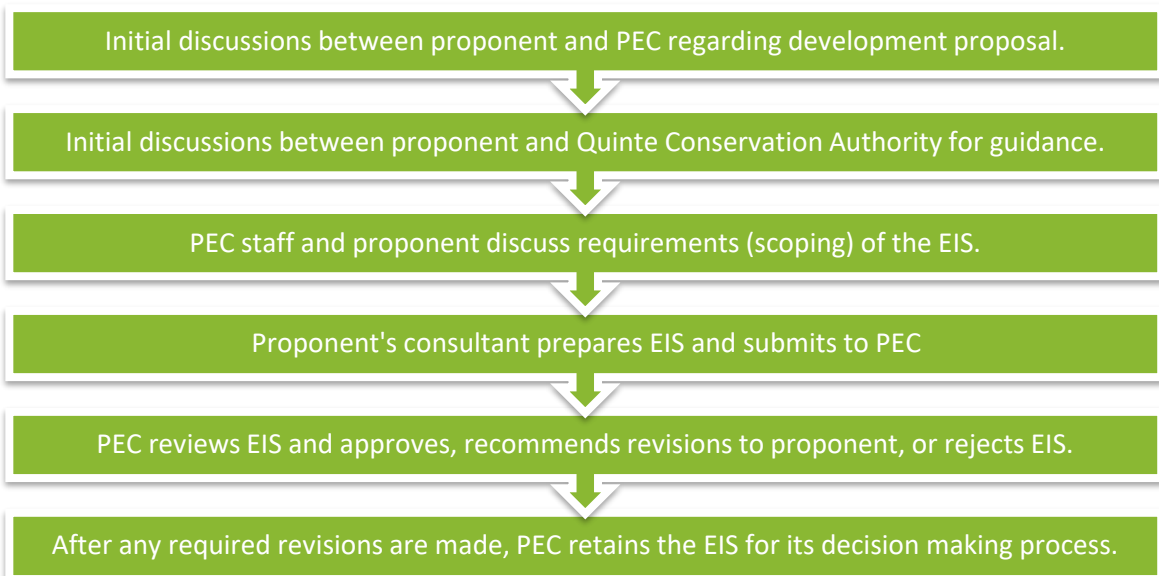 Initial discussions between proponent and PEC regarding development proposal.
Initial discussions between proponent and Quinte Conservation Authority for guidance.
PEC staff and proponent discuss requirements (scoping) of the EIS.
Proponent's consultant prepares EIS and submits to PEC
PEC reviews EIS and approves, recommends revisions to proponent, or rejects EIS.
After any required revisions are made, PEC retains the EIS for its decision making process.